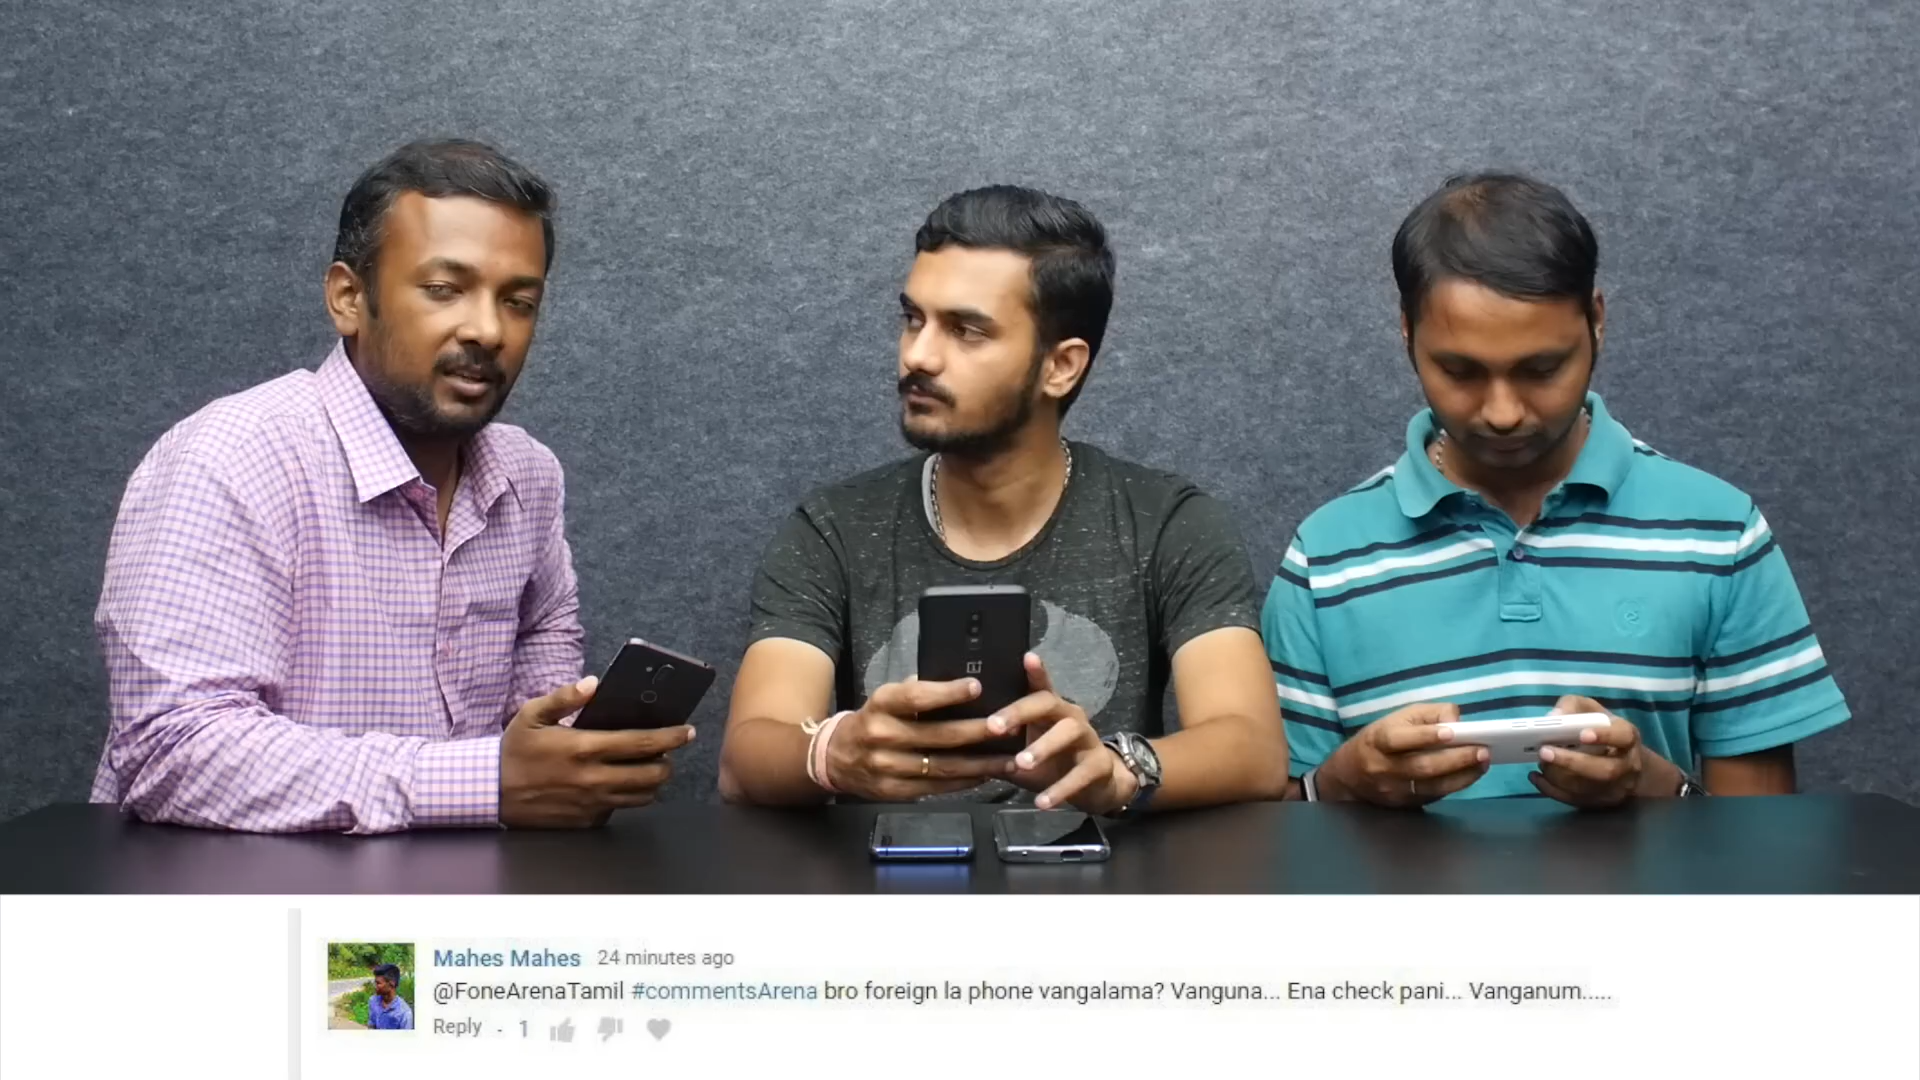 Mahes Mahes 24 minutes ago
@FoneArenaTamil #commentsArena bro foreign la phone vangalama? Vanguna... Ena check pani... Vanganum.....
Reply . 1